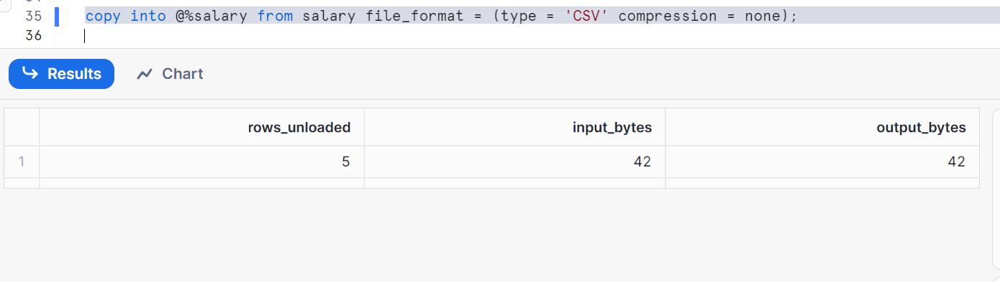 35 copy into @%salary from salary file_format = (type = 'CSV' compression = none);
36
Results Chart
rows_unloaded input_bytes output_bytes
1 5 42 42